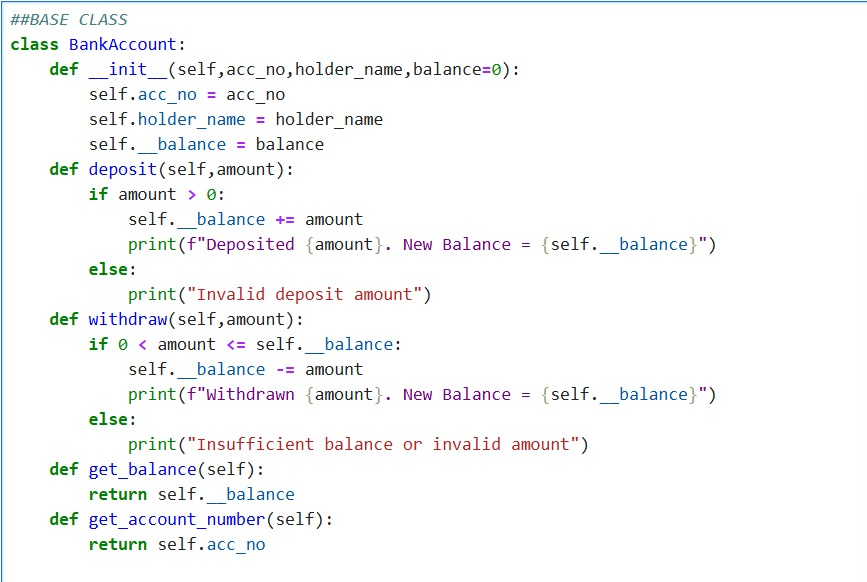 ##BASE CLASS
class BankAccount:
    def __init__(self,acc_no,holder_name,balance=0):
        self.acc_no = acc_no
        self.holder_name = holder_name
        self.__balance = balance
    def deposit(self,amount):
        if amount > 0:
            self.__balance += amount
            print(f"Deposited {amount}. New Balance = {self.__balance}")
        else:
            print("Invalid deposit amount")
    def withdraw(self,amount):
        if 0 < amount <= self.__balance:
            self.__balance -= amount
            print(f"Withdrawn {amount}. New Balance = {self.__balance}")
        else:
            print("Insufficient balance or invalid amount")
    def get_balance(self):
        return self.__balance
    def get_account_number(self):
        return self.acc_no